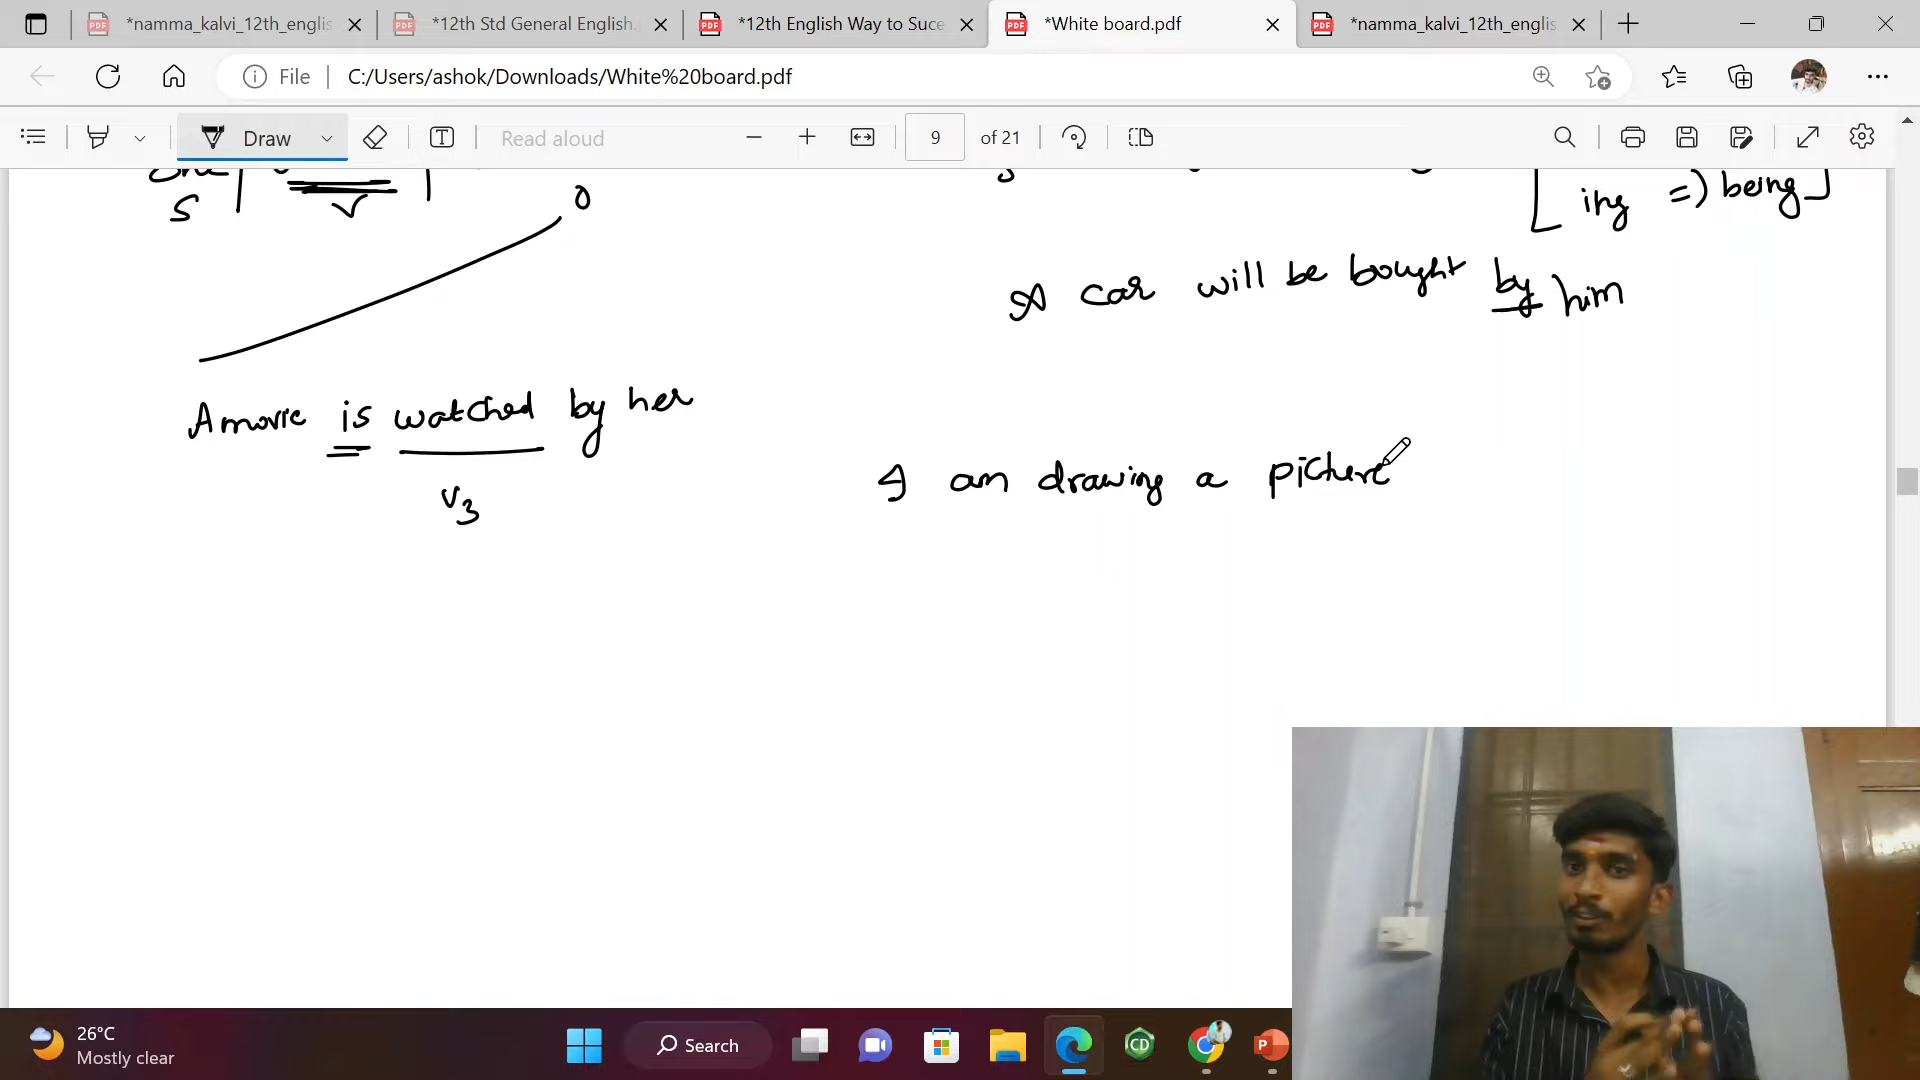 *namma_kalvi_12th_englis
*12th Std General English.
*12th English Way to Suce
*White board.pdf
*namma_kalvi_12th_englis
File
C:/Users/ashok/Downloads/White%20board.pdf
Draw
Read aloud
9 of 21
S
V
O
ing => being
A car will be bought by him
A movie is watched by her
V3
I am drawing a picture
26°C
Mostly clear
Search